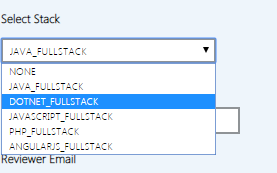 Select Stack
JAVA_FULLSTACK
NONE
JAVA_FULLSTACK
DOTNET_FULLSTACK
JAVASCRIPT_FULLSTACK
PHP_FULLSTACK
ANGULARJS_FULLSTACK
Reviewer Email